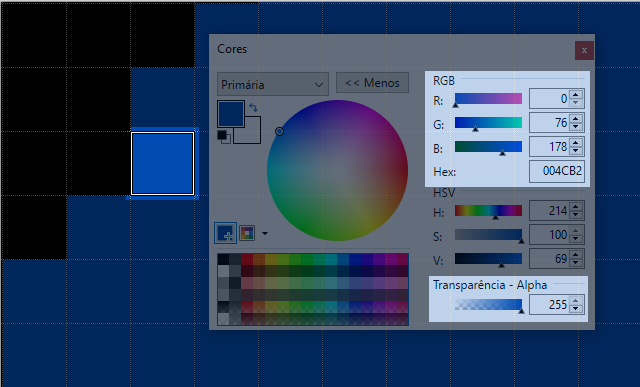 Cores
x
Primária
<< Menos
RGB
R: 0
G: 76
B: 178
Hex: 004CB2
HSV
H: 214
S: 100
V: 69
Transparência - Alpha
255